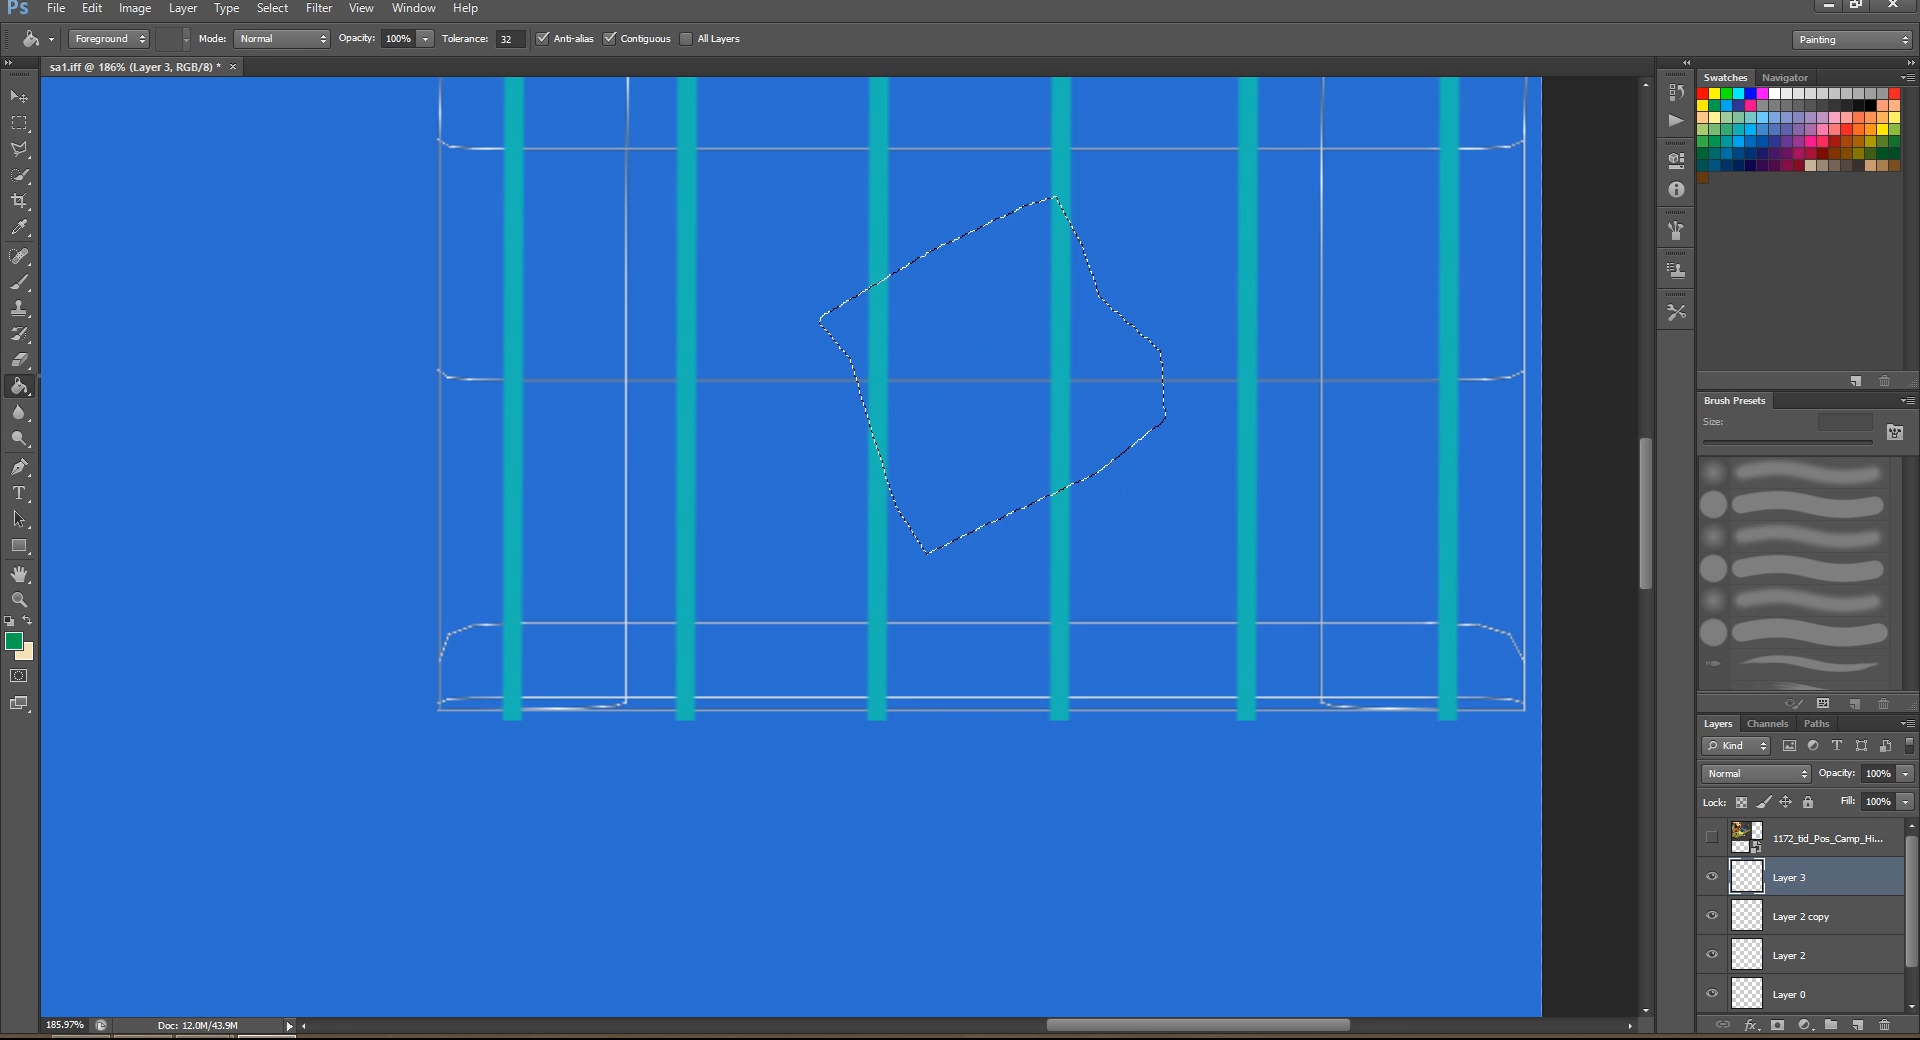 Ps File Edit Image Layer Type Select Filter View Window Help
Foreground Mode: Normal Opacity: 100% Tolerance: 32 Anti-alias Contiguous All Layers Painting
sa1.iff @ 186% (Layer 3, RGB/8) * ×
Swatches Navigator
Brush Presets
Size:
Layers Channels Paths
Kind
Normal Opacity: 100%
Lock: Fill: 100%
1172_tid_Pos_Camp_Hi...
Layer 3
Layer 2 copy
Layer 2
Layer 0
185.97% Doc: 12.0M/43.9M
fx